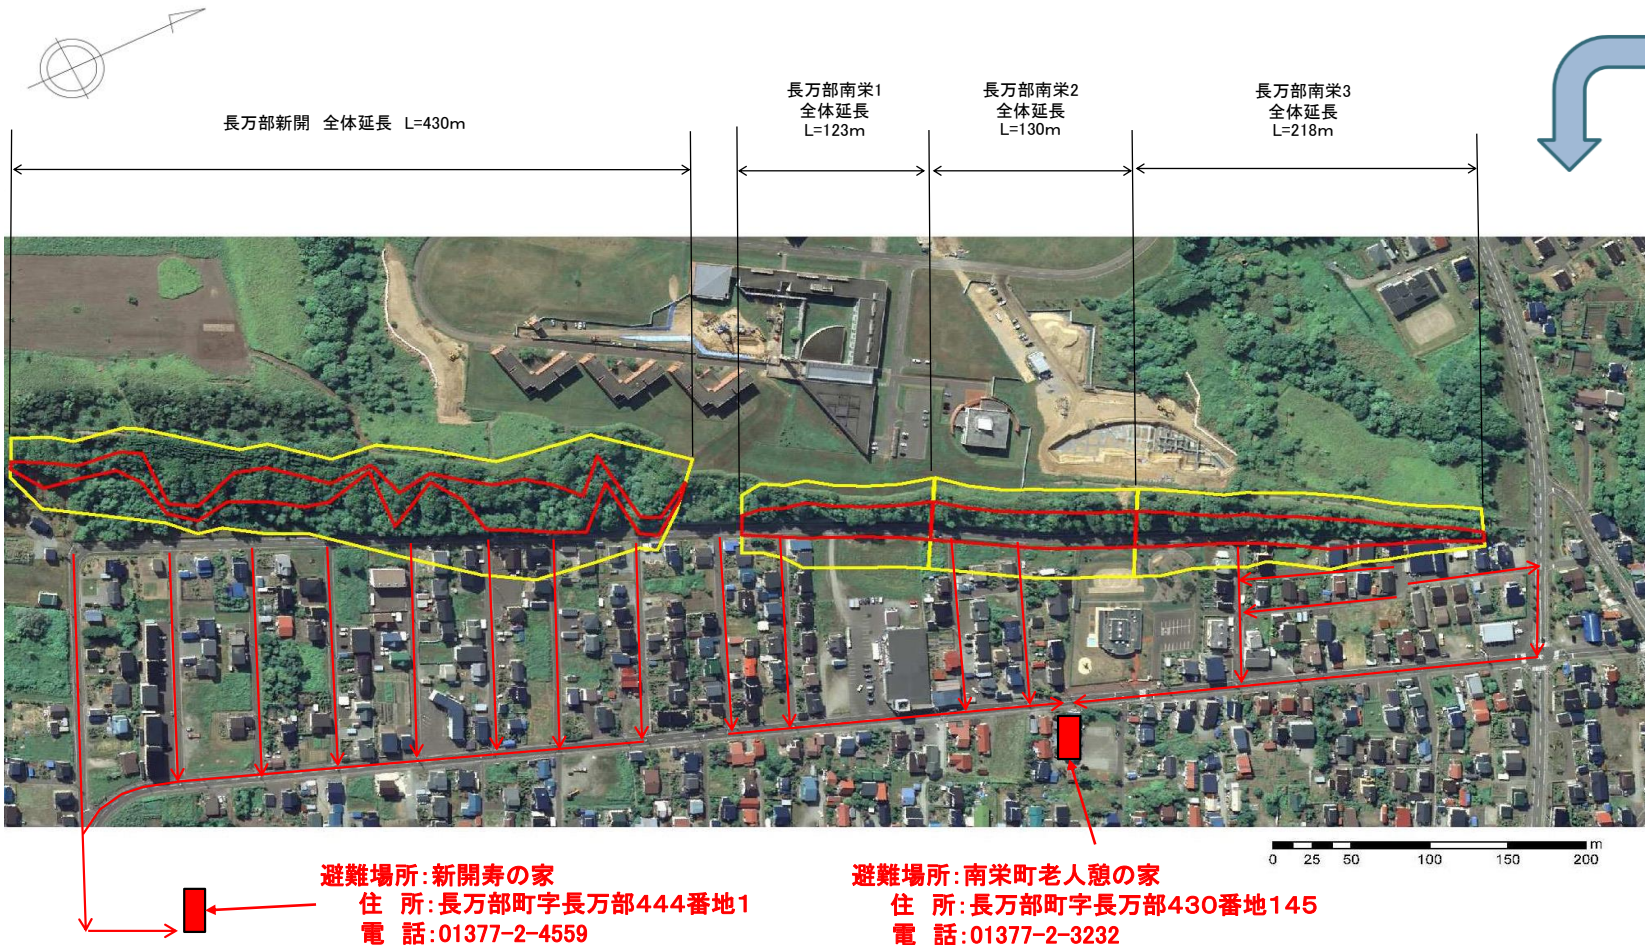 長万部新開 全体延長 L=430m
長万部南栄1
全体延長
L=123m
長万部南栄2
全体延長
L=130m
長万部南栄3
全体延長
L=218m
m
0 25 50 100 150 200
避難場所:新開寿の家
住 所:長万部町字長万部444番地1
電 話:01377-2-4559
避難場所:南栄町老人憩の家
住 所:長万部町字長万部430番地145
電 話:01377-2-3232